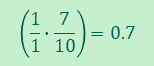 (1/1 · 7/10) = 0.7